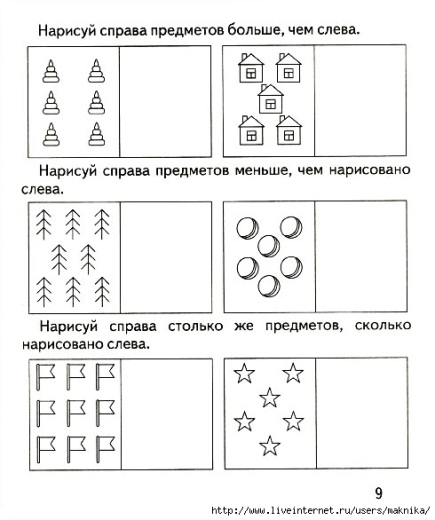 Нарисуй справа предметов больше, чем слева.
Нарисуй справа предметов меньше, чем нарисовано
слева.
Нарисуй справа столько же предметов, сколько
нарисовано слева.
9
http://www.liveinternet.ru/users/maknika/